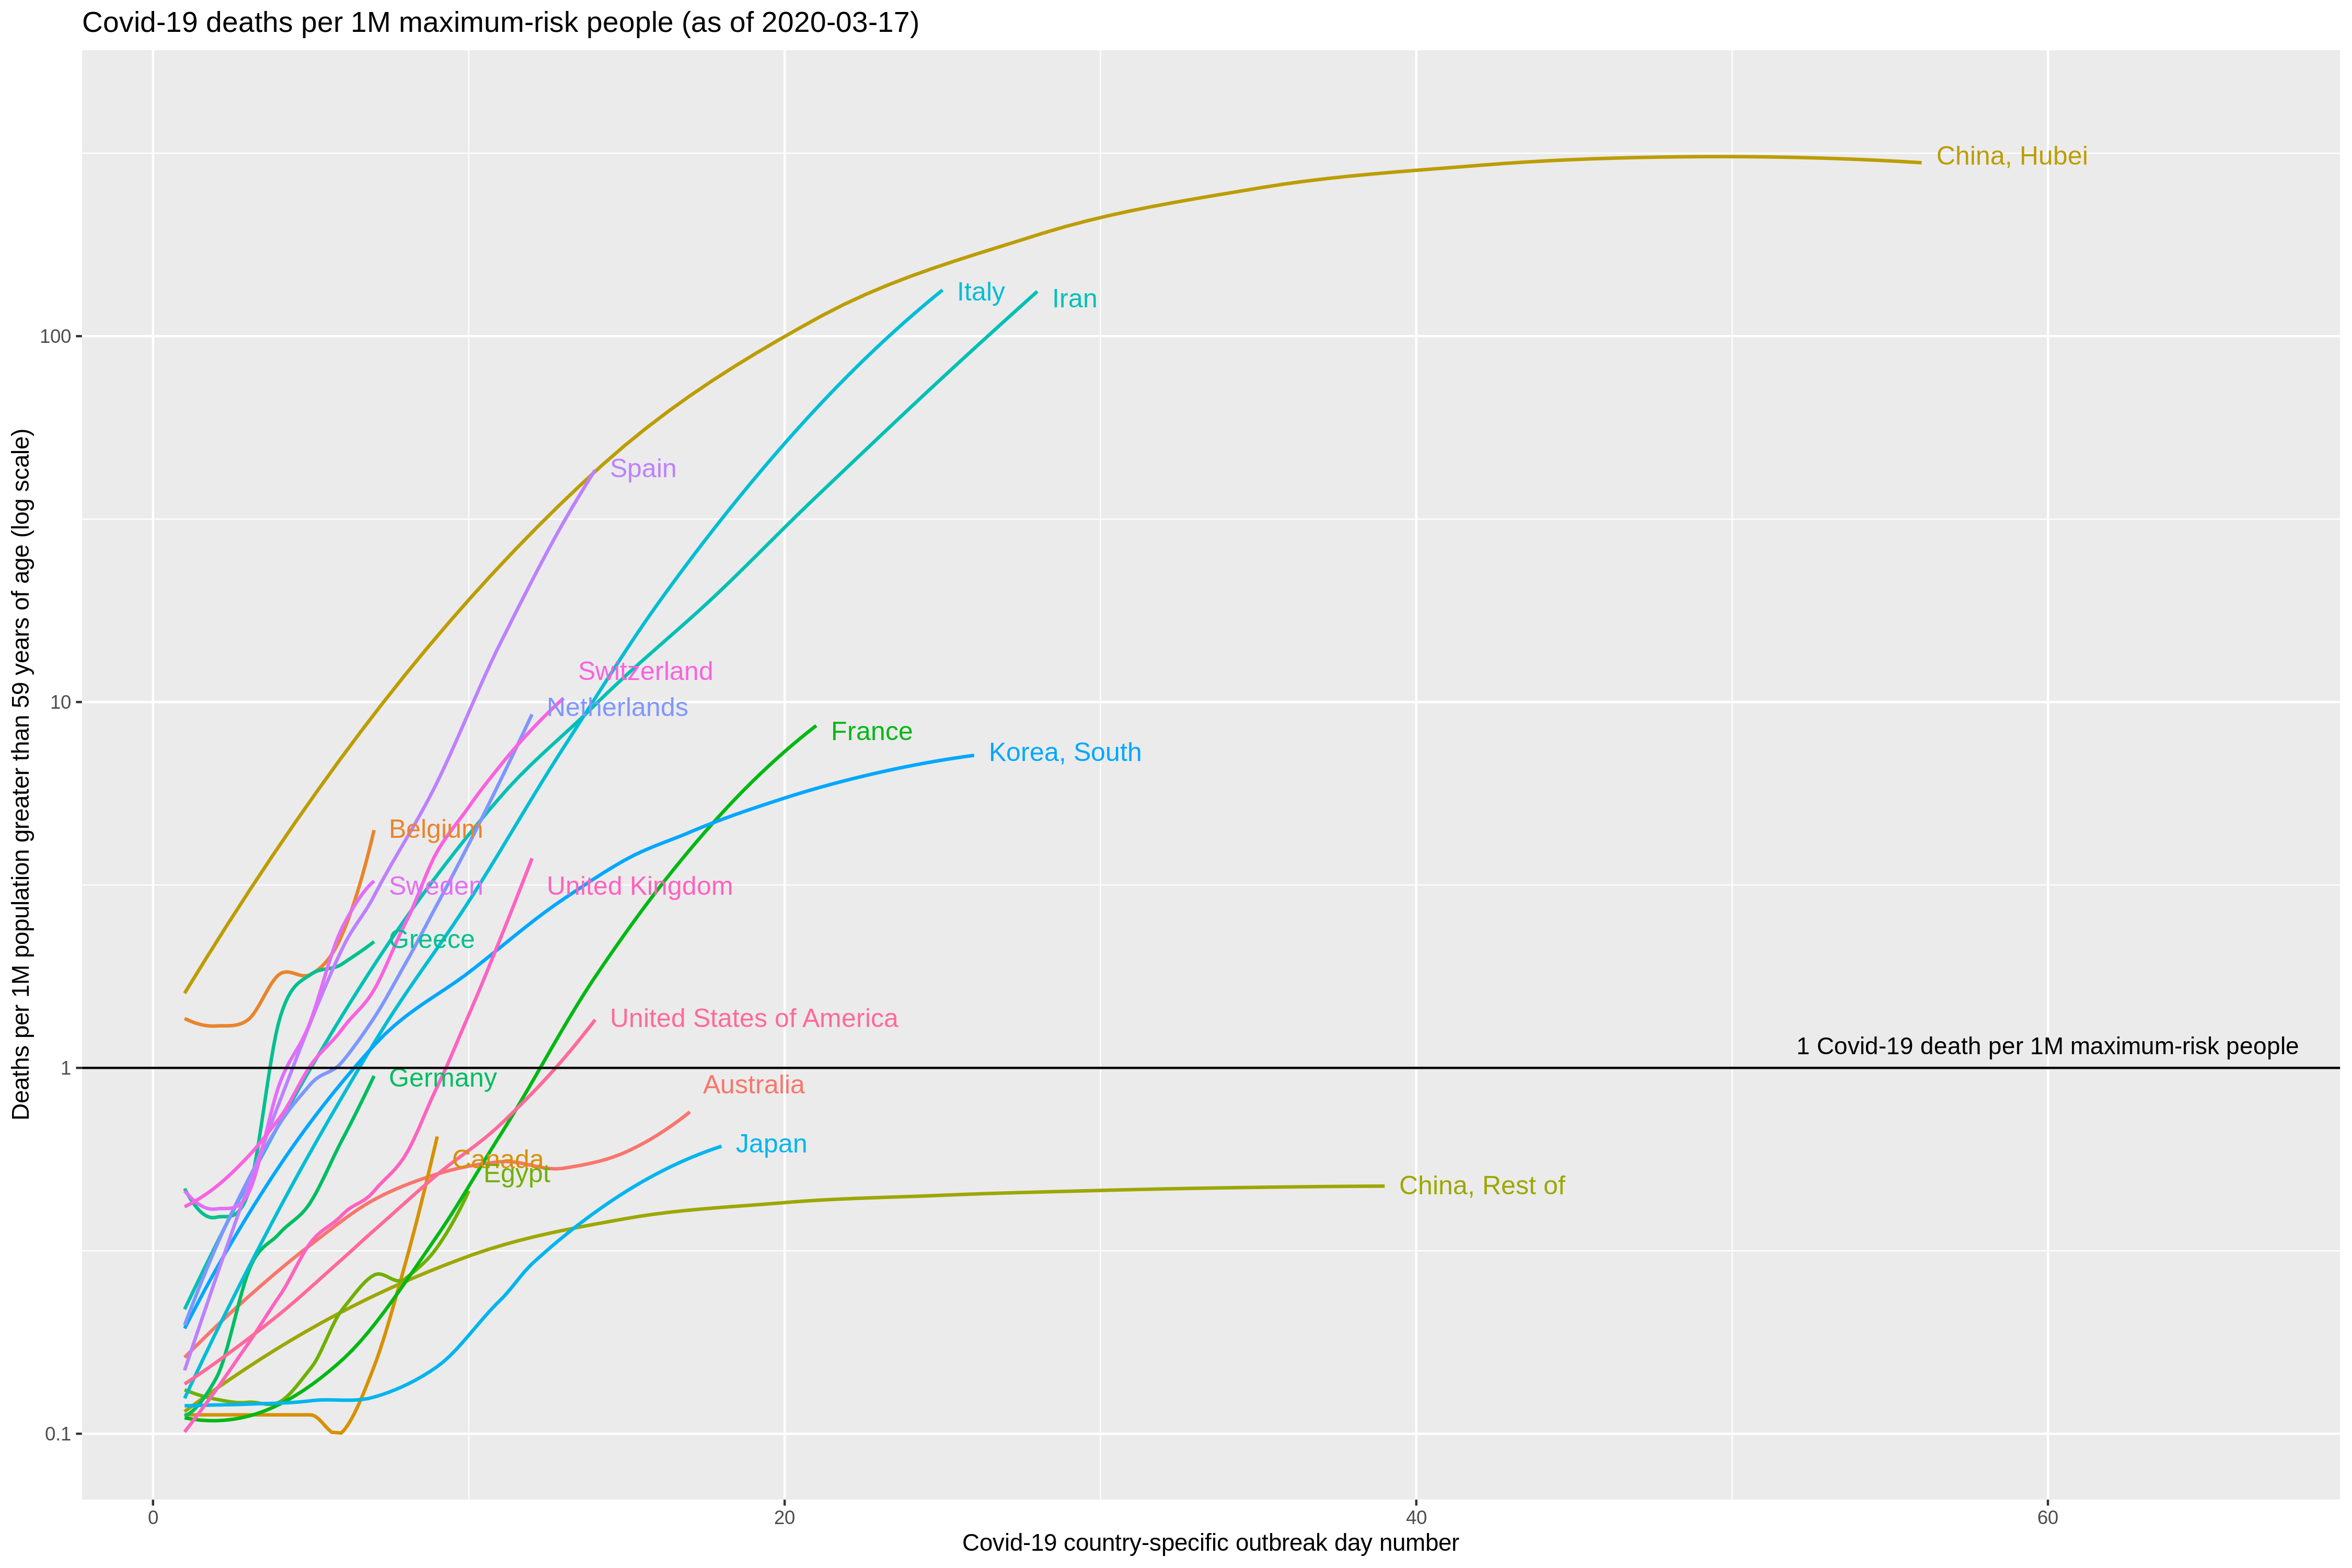 Covid-19 deaths per 1M maximum-risk people (as of 2020-03-17)
Deaths per 1M population greater than 59 years of age (log scale)
100
10
1
0.1
China, Hubei
Italy
Iran
Spain
Switzerland
Netherlands
France
Korea, South
Belgium
Sweden
United Kingdom
Greece
United States of America
1 Covid-19 death per 1M maximum-risk people
Germany
Australia
Japan
Canada
Egypt
China, Rest of
0
20
40
60
Covid-19 country-specific outbreak day number